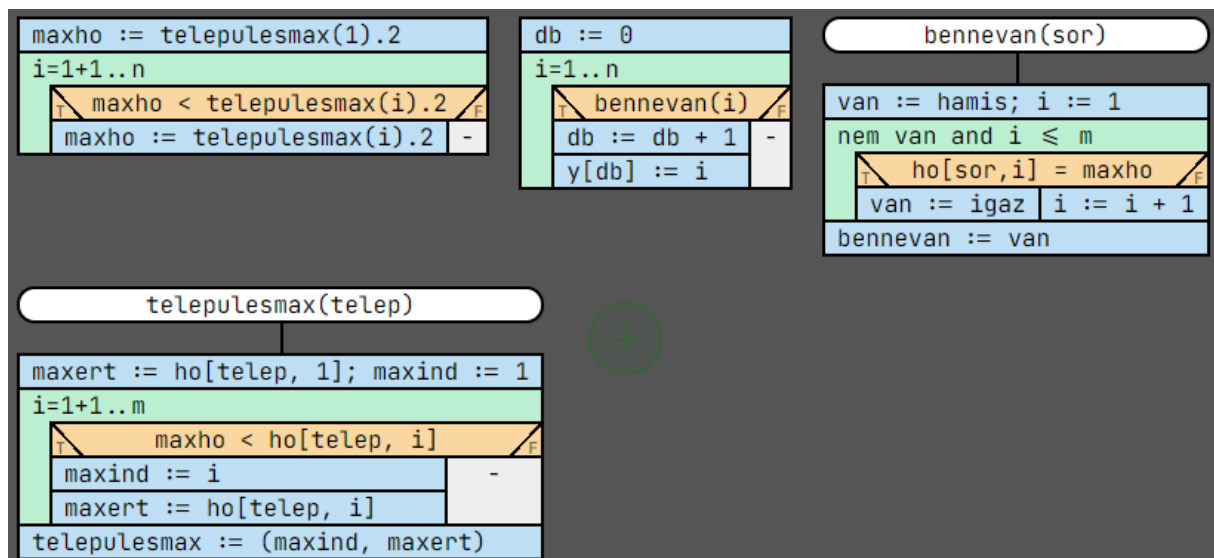 maxho := telepulesmax(1).2
i=1+1..n
T maxho < telepulesmax(i).2 F
maxho := telepulesmax(i).2 -
db := 0
i=1..n
T bennevan(i) F
db := db + 1 -
y[db] := i
bennevan(sor)
van := hamis; i := 1
nem van and i ⩽ m
T ho[sor,i] = maxho F
van := igaz i := i + 1
bennevan := van
telepulesmax(telep)
maxert := ho[telep, 1]; maxind := 1
i=1+1..m
T maxho < ho[telep, i] F
maxind := i -
maxert := ho[telep, i]
telepulesmax := (maxind, maxert)